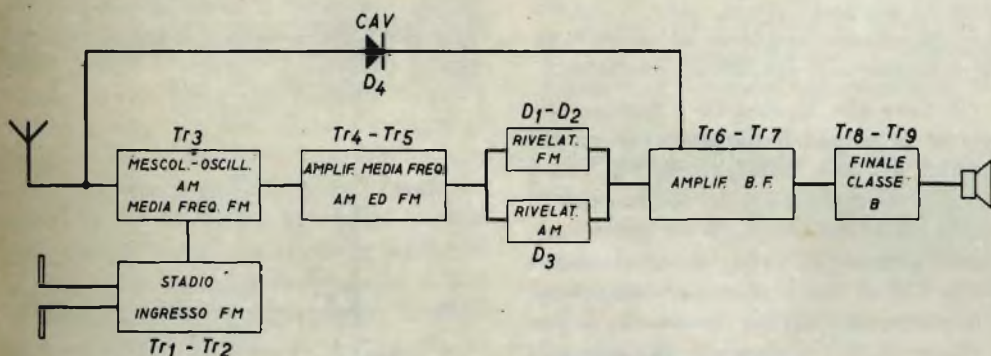 CAV
D4
Tr3
MESCOL.-OSCILL.
AM
MEDIA FREQ. FM
Tr4 - Tr5
AMPLIF. MEDIA FREQ.
AM ED FM
D1-D2
RIVELAT.
FM
RIVELAT.
AM
D3
Tr6 - Tr7
AMPLIF. B.F.
Tr8 - Tr9
FINALE
CLASSE
B
STADIO
INGRESSO FM
Tr1 - Tr2